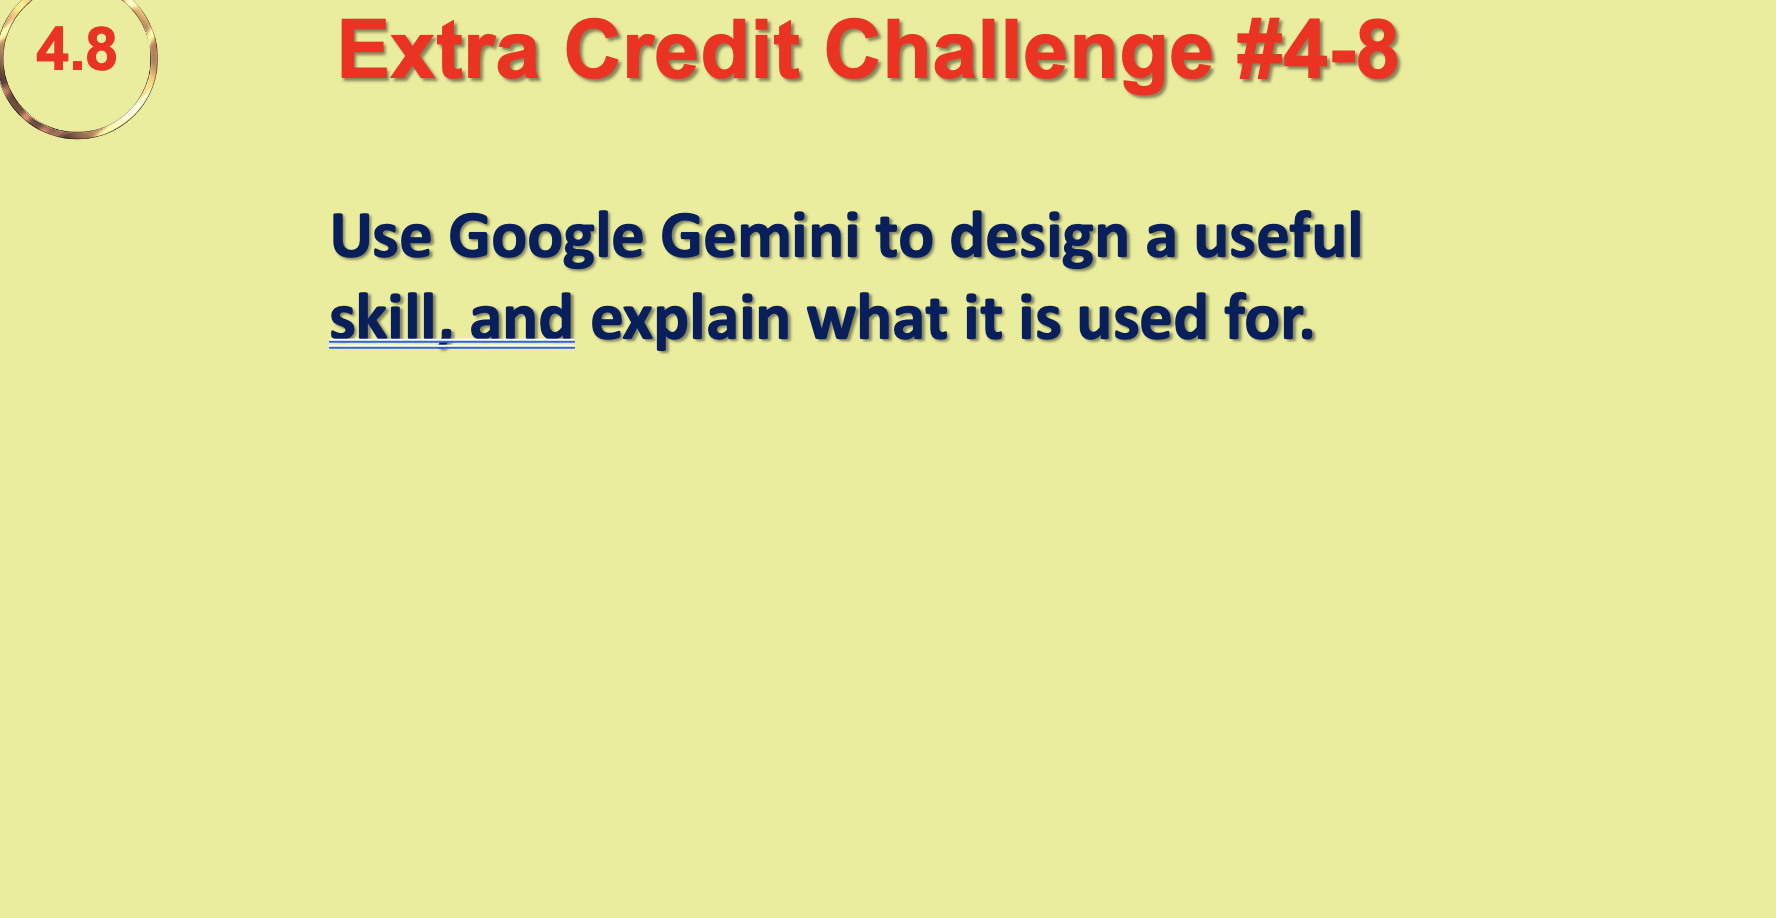 4.8
Extra Credit Challenge #4-8
Use Google Gemini to design a useful
skill, and explain what it is used for.